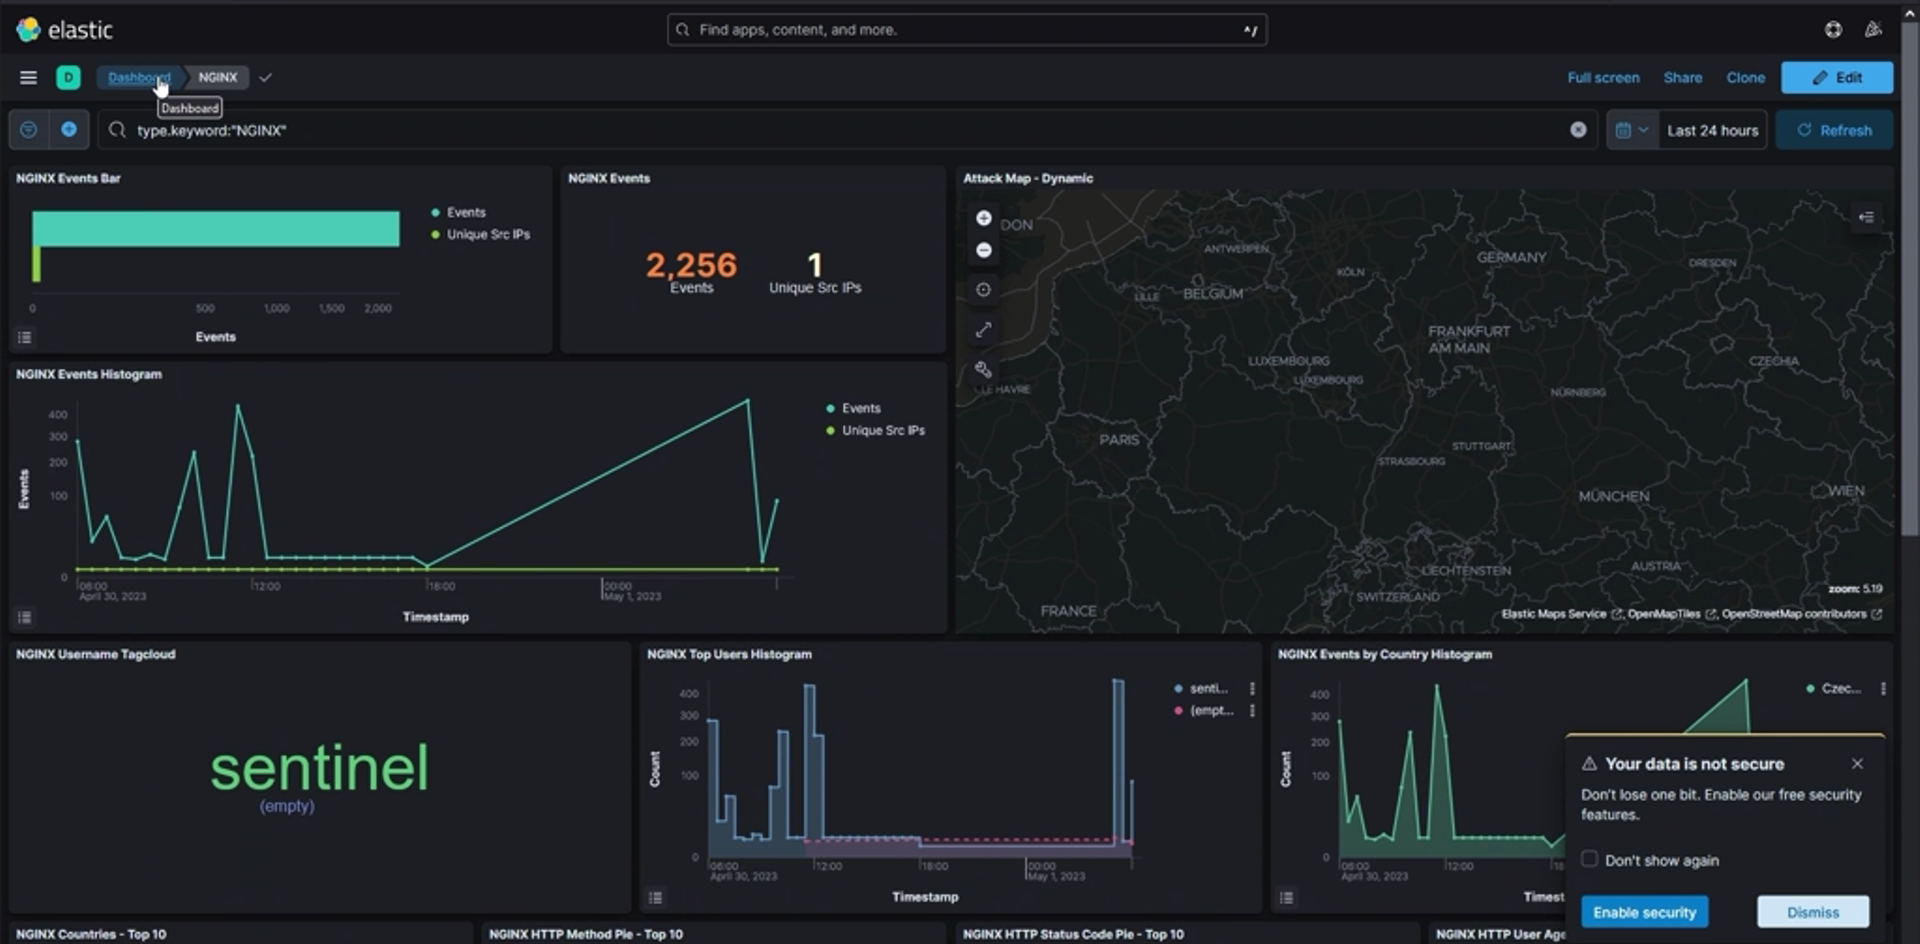 elastic
Find apps, content, and more.
^/
D
Dashboard
NGINX
Full screen
Share
Clone
Edit
Dashboard
type.keyword:"NGINX"
Last 24 hours
Refresh
NGINX Events Bar
Events
Unique Src IPs
0
500
1,000
1,500
2,000
Events
NGINX Events
2,256
Events
1
Unique Src IPs
Attack Map - Dynamic
DON
ANTWERPEN
KÖLN
GERMANY
DRESDEN
LILLE
BELGIUM
FRANKFURT
AM MAIN
LUXEMBOURG
LUXEMBOURG
CZECHIA
LE HAVRE
NÜRNBERG
PARIS
STUTTGART
STRASBOURG
MÜNCHEN
WIEN
LIECHTENSTEIN
AUSTRIA
SWITZERLAND
FRANCE
zoom: 5.19
Elastic Maps Service , OpenMapTiles , OpenStreetMap contributors
NGINX Events Histogram
400
300
200
100
0
Events
06:00
April 30, 2023
12:00
18:00
00:00
May 1, 2023
Timestamp
Events
Unique Src IPs
NGINX Username Tagcloud
sentinel
(empty)
NGINX Top Users Histogram
400
300
200
100
0
Count
06:00
April 30, 2023
12:00
18:00
00:00
May 1, 2023
Timestamp
senti...
(empt...
NGINX Events by Country Histogram
400
300
200
100
0
Count
06:00
April 30, 2023
12:00
18
Timest
Czec...
Your data is not secure
Don't lose one bit. Enable our free security
features.
Don't show again
Enable security
Dismiss
NGINX Countries - Top 10
NGINX HTTP Method Pie - Top 10
NGINX HTTP Status Code Pie - Top 10
NGINX HTTP User Age